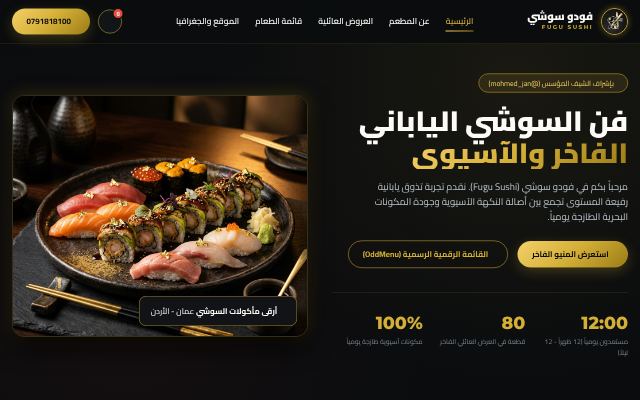 فودو سوشي
FUGU SUSHI
الرئيسية
عن المطعم
العروض العائلية
قائمة الطعام
الموقع والجغرافيا
0
0791818100
بإشراف الشيف المؤسس (@mohmed_jan)
فن السوشي الياباني
الفاخر والآسيوي
مرحباً بكم في فودو سوشي (Fugu Sushi). نقدم تجربة تذوق يابانية
رفيعة المستوى تجمع بين أصالة النكهة الآسيوية وجودة المكونات
البحرية الطازجة يومياً.
استعرض المنيو الفاخر
القائمة الرقمية الرسمية (OddMenu)
12:00
مستعدون يومياً (12 ظهراً - 12
ليلاً)
80
قطعة في العرض العائلي الفاخر
100%
مكونات آسيوية طازجة يومياً
أرقى مأكولات السوشي عمان - الأردن